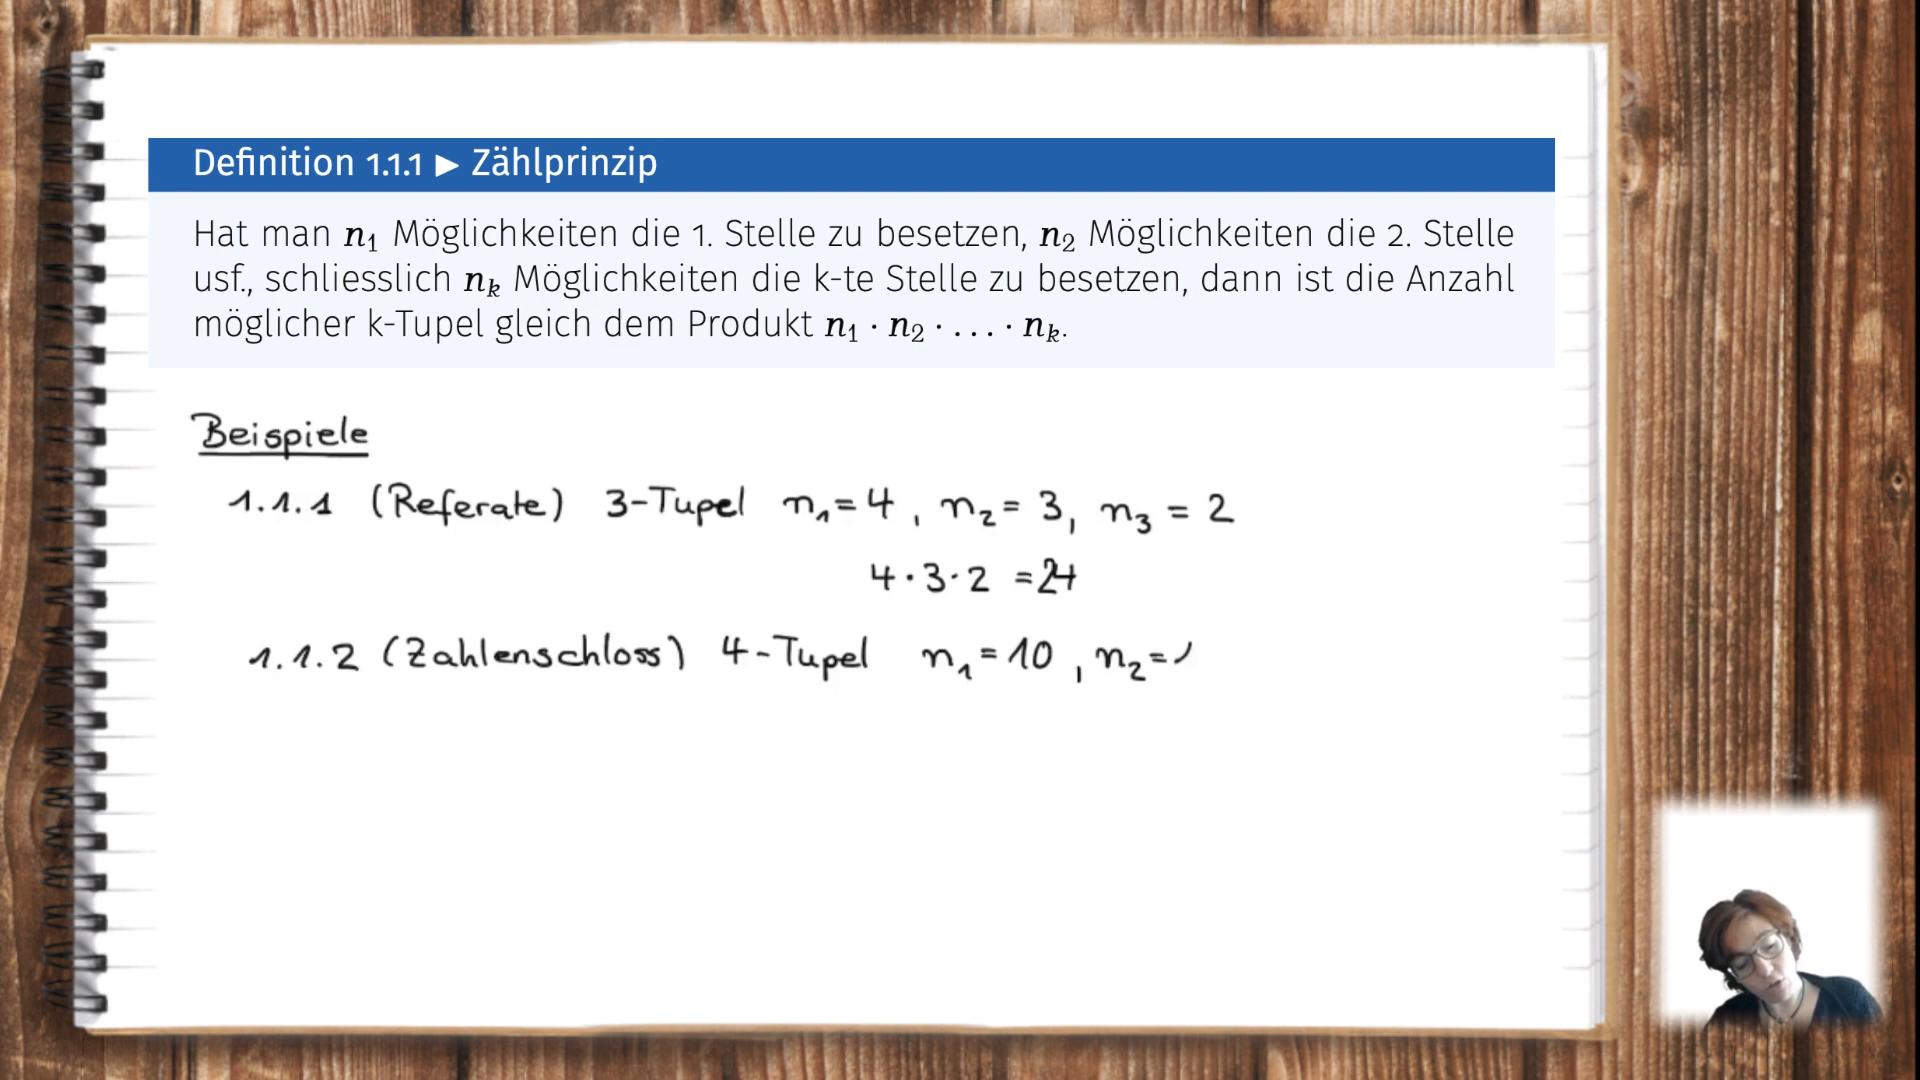 Definition 1.1.1 ▶ Zählprinzip
Hat man n₁ Möglichkeiten die 1. Stelle zu besetzen, n₂ Möglichkeiten die 2. Stelle
usf., schliesslich nₖ Möglichkeiten die k-te Stelle zu besetzen, dann ist die Anzahl
möglicher k-Tupel gleich dem Produkt n₁ · n₂ · . . . · nₖ.
Beispiele
1.1.1 (Referate) 3-Tupel n₁ = 4 , n₂ = 3, n₃ = 2
4 · 3 · 2 = 24
1.1.2 (Zahlenschloss) 4-Tupel n₁ = 10 , n₂ =